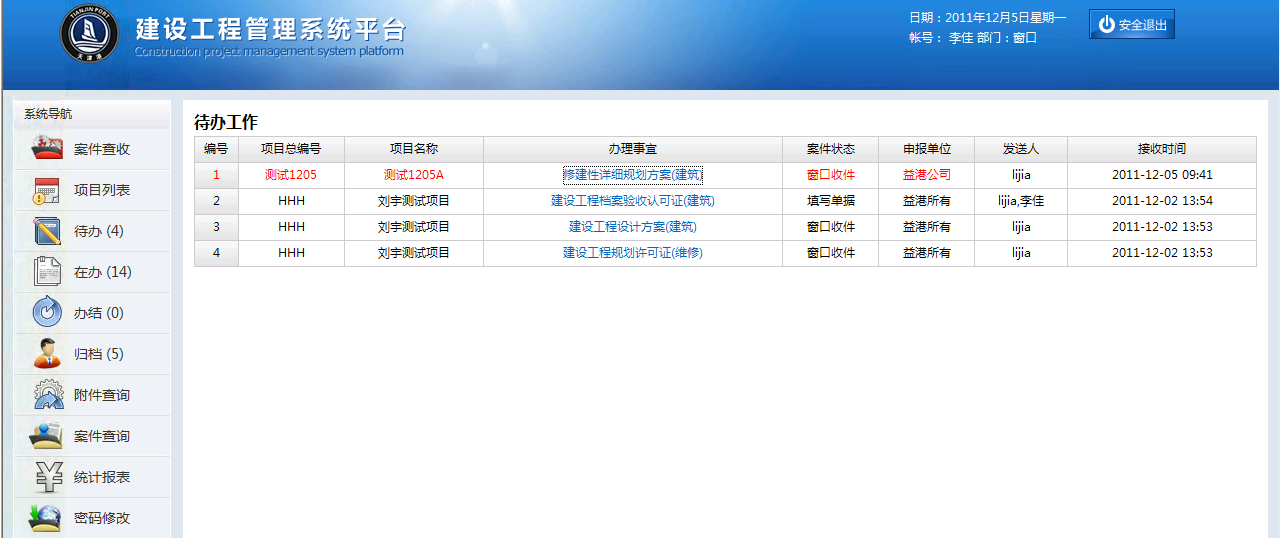 TIANJIN PORT
天津港
建设工程管理系统平台
Construction project management system platform
日期：2011年12月5日星期一
帐号： 李佳 部门：窗口
安全退出
系统导航
案件查收
项目列表
待办 (4)
在办 (14)
办结 (0)
归档 (5)
附件查询
案件查询
统计报表
密码修改
待办工作
编号 项目总编号 项目名称 办理事宜 案件状态 申报单位 发送人 接收时间
1 测试1205 测试1205A 修建性详细规划方案(建筑) 窗口收件 益港公司 lijia 2011-12-05 09:41
2 HHH 刘宇测试项目 建设工程档案验收认可证(建筑) 填写单据 益港所有 lijia,李佳 2011-12-02 13:54
3 HHH 刘宇测试项目 建设工程设计方案(建筑) 窗口收件 益港所有 lijia 2011-12-02 13:53
4 HHH 刘宇测试项目 建设工程规划许可证(维修) 窗口收件 益港所有 lijia 2011-12-02 13:53